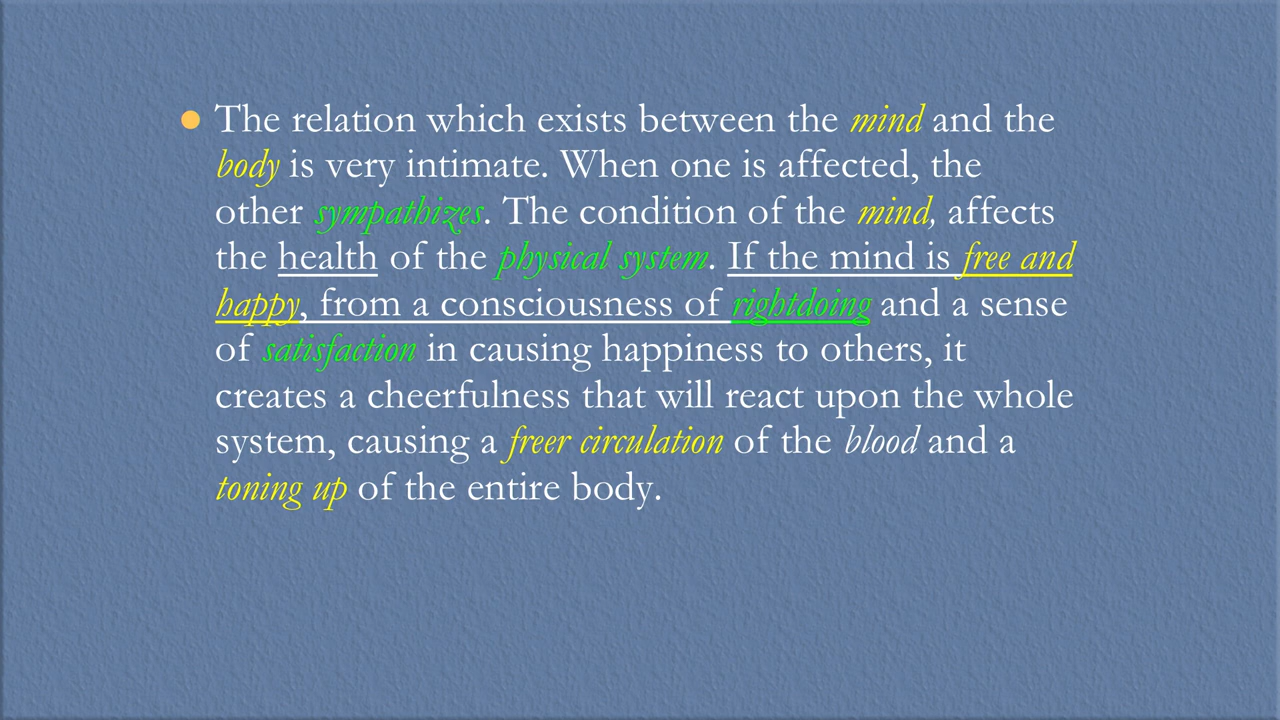 The relation which exists between the mind and the
body is very intimate. When one is affected, the
other sympathizes. The condition of the mind, affects
the health of the physical system. If the mind is free and
happy, from a consciousness of rightdoing and a sense
of satisfaction in causing happiness to others, it
creates a cheerfulness that will react upon the whole
system, causing a freer circulation of the blood and a
toning up of the entire body.